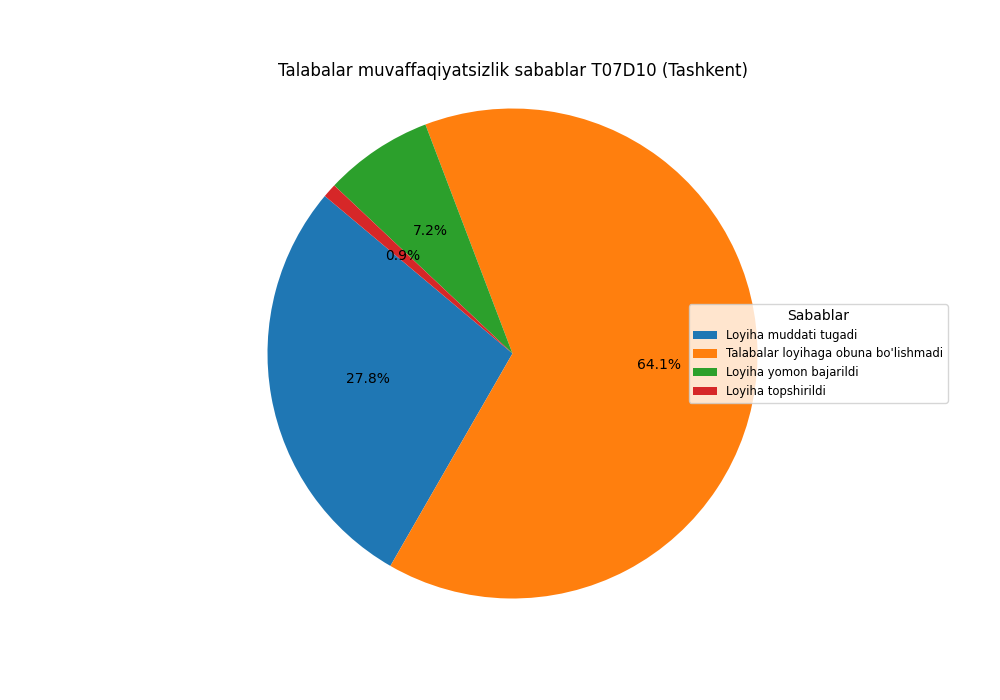 Talabalar muvaffaqiyatsizlik sabablar T07D10 (Tashkent)
7.2%
0.9%
27.8%
64.1%
Sabablar
Loyiha muddati tugadi
Talabalar loyihaga obuna bo'lishmadi
Loyiha yomon bajarildi
Loyiha topshirildi